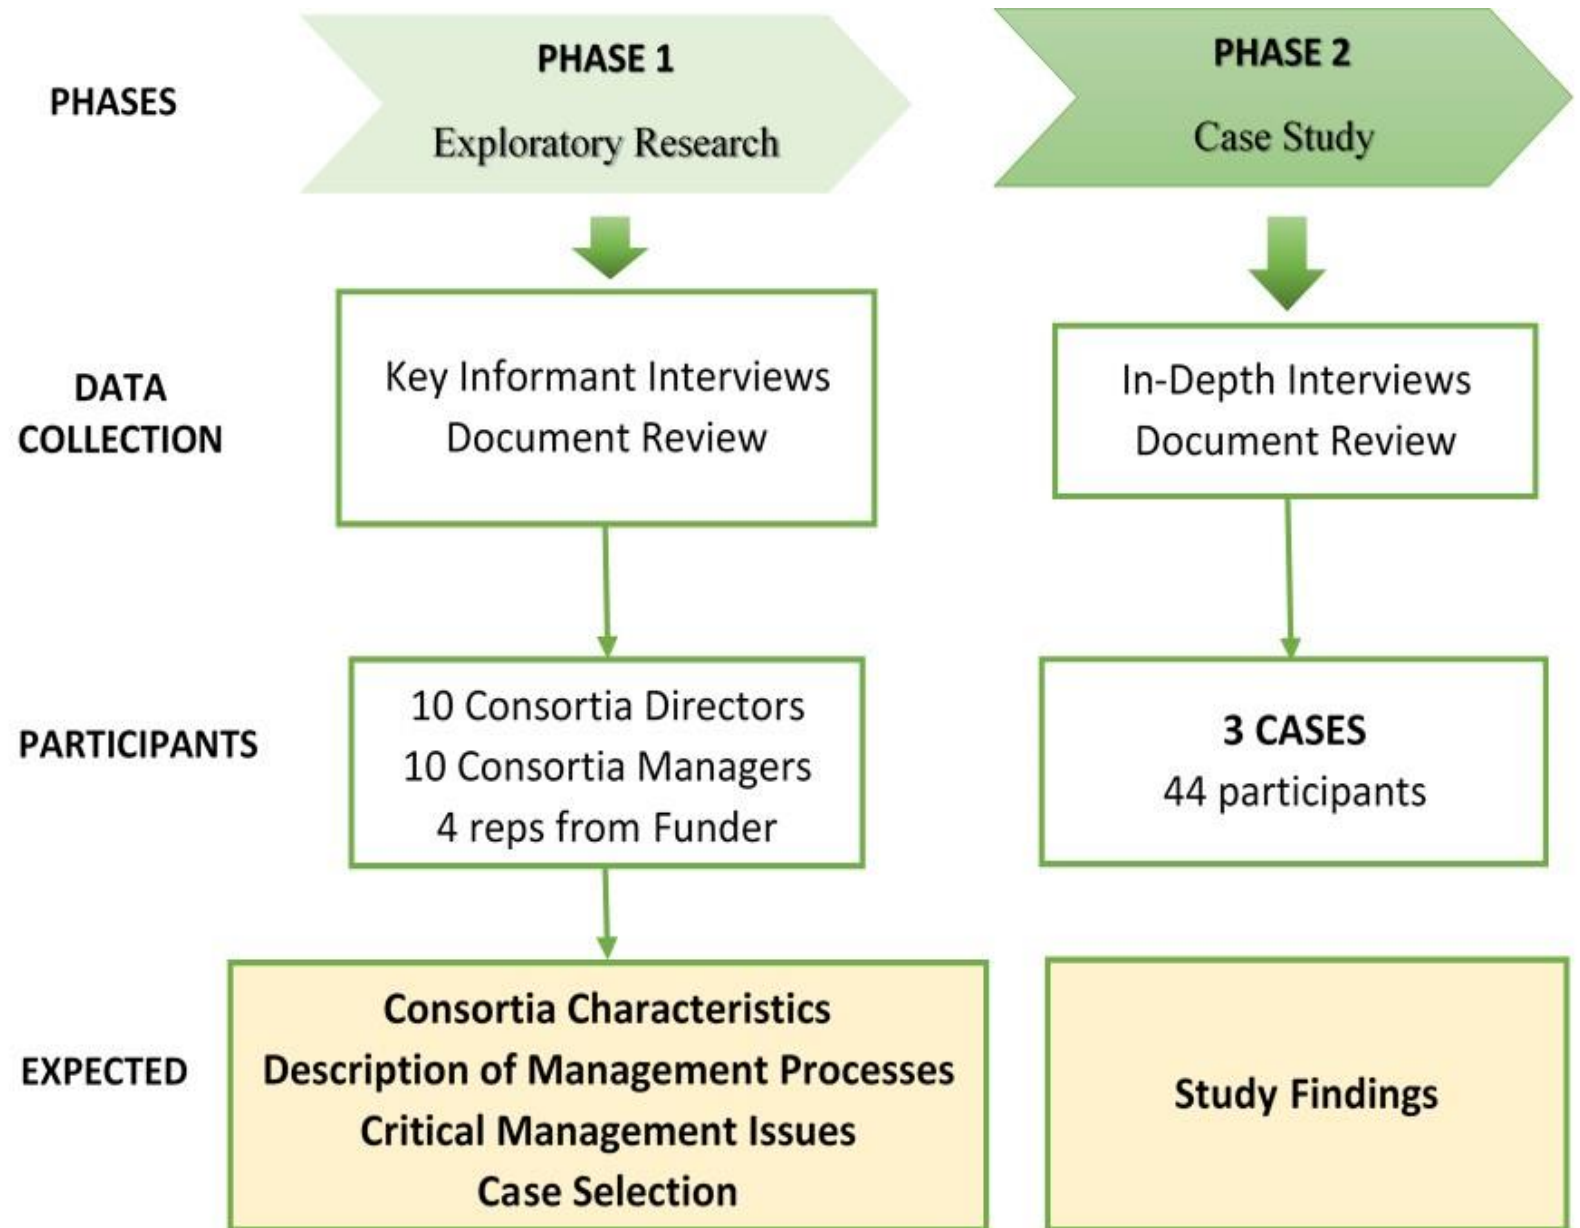 PHASES
PHASE 1
Exploratory Research
PHASE 2
Case Study
DATA
COLLECTION
Key Informant Interviews
Document Review
In-Depth Interviews
Document Review
PARTICIPANTS
10 Consortia Directors
10 Consortia Managers
4 reps from Funder
3 CASES
44 participants
EXPECTED
Consortia Characteristics
Description of Management Processes
Critical Management Issues
Case Selection
Study Findings